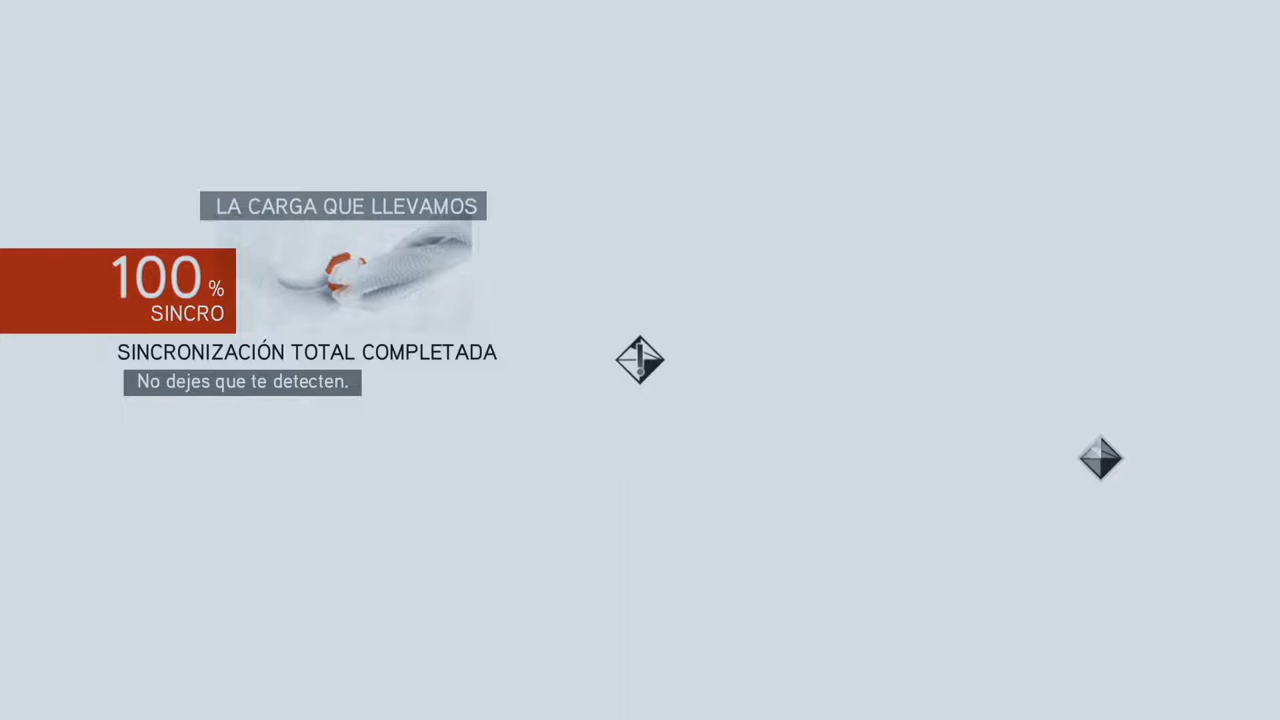 LA CARGA QUE LLEVAMOS
100 %
SINCRO
SINCRONIZACIÓN TOTAL COMPLETADA
No dejes que te detecten.